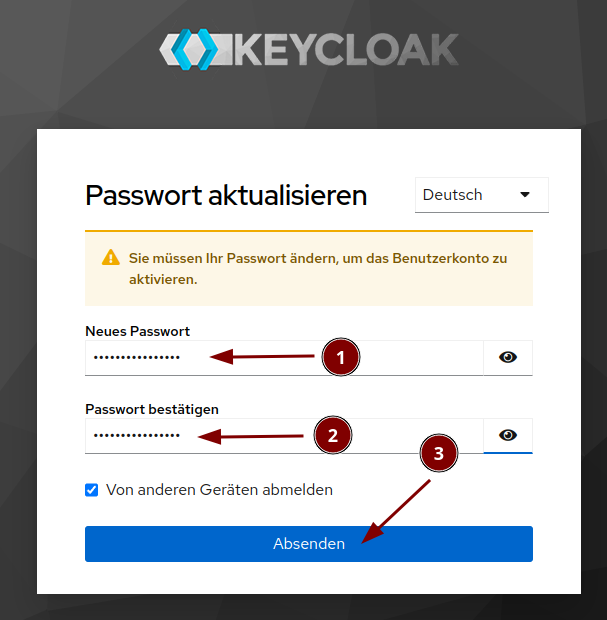 KEYCLOAK
Passwort aktualisieren
Deutsch
Sie müssen Ihr Passwort ändern, um das Benutzerkonto zu
aktivieren.
Neues Passwort
•••••••••••••••• 1
Passwort bestätigen
•••••••••••••••• 2
3
Von anderen Geräten abmelden
Absenden